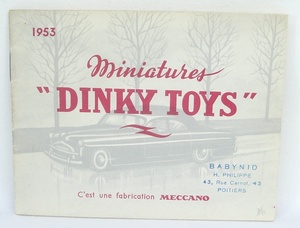 1953
Miniatures
"DINKY TOYS"
BABYNID
H. PHILIPPE
43, Rue Carnot, 43
POITIERS
C'est une fabrication MECCANO